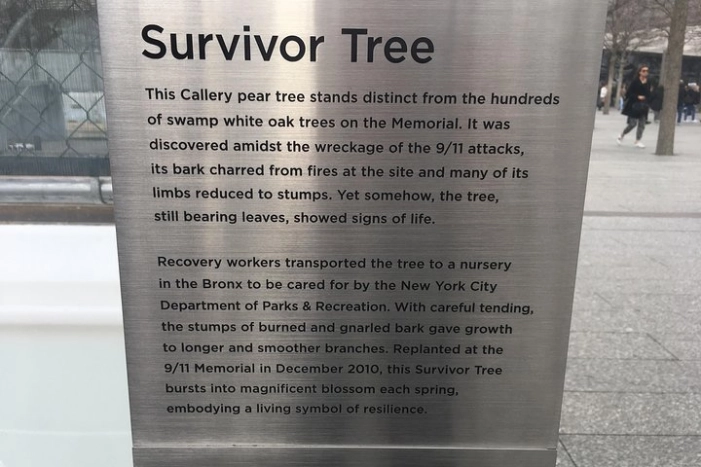 Survivor Tree
This Callery pear tree stands distinct from the hundreds
of swamp white oak trees on the Memorial. It was
discovered amidst the wreckage of the 9/11 attacks,
its bark charred from fires at the site and many of its
limbs reduced to stumps. Yet somehow, the tree,
still bearing leaves, showed signs of life.
Recovery workers transported the tree to a nursery
in the Bronx to be cared for by the New York City
Department of Parks & Recreation. With careful tending,
the stumps of burned and gnarled bark gave growth
to longer and smoother branches. Replanted at the
9/11 Memorial in December 2010, this Survivor Tree
bursts into magnificent blossom each spring,
embodying a living symbol of resilience.